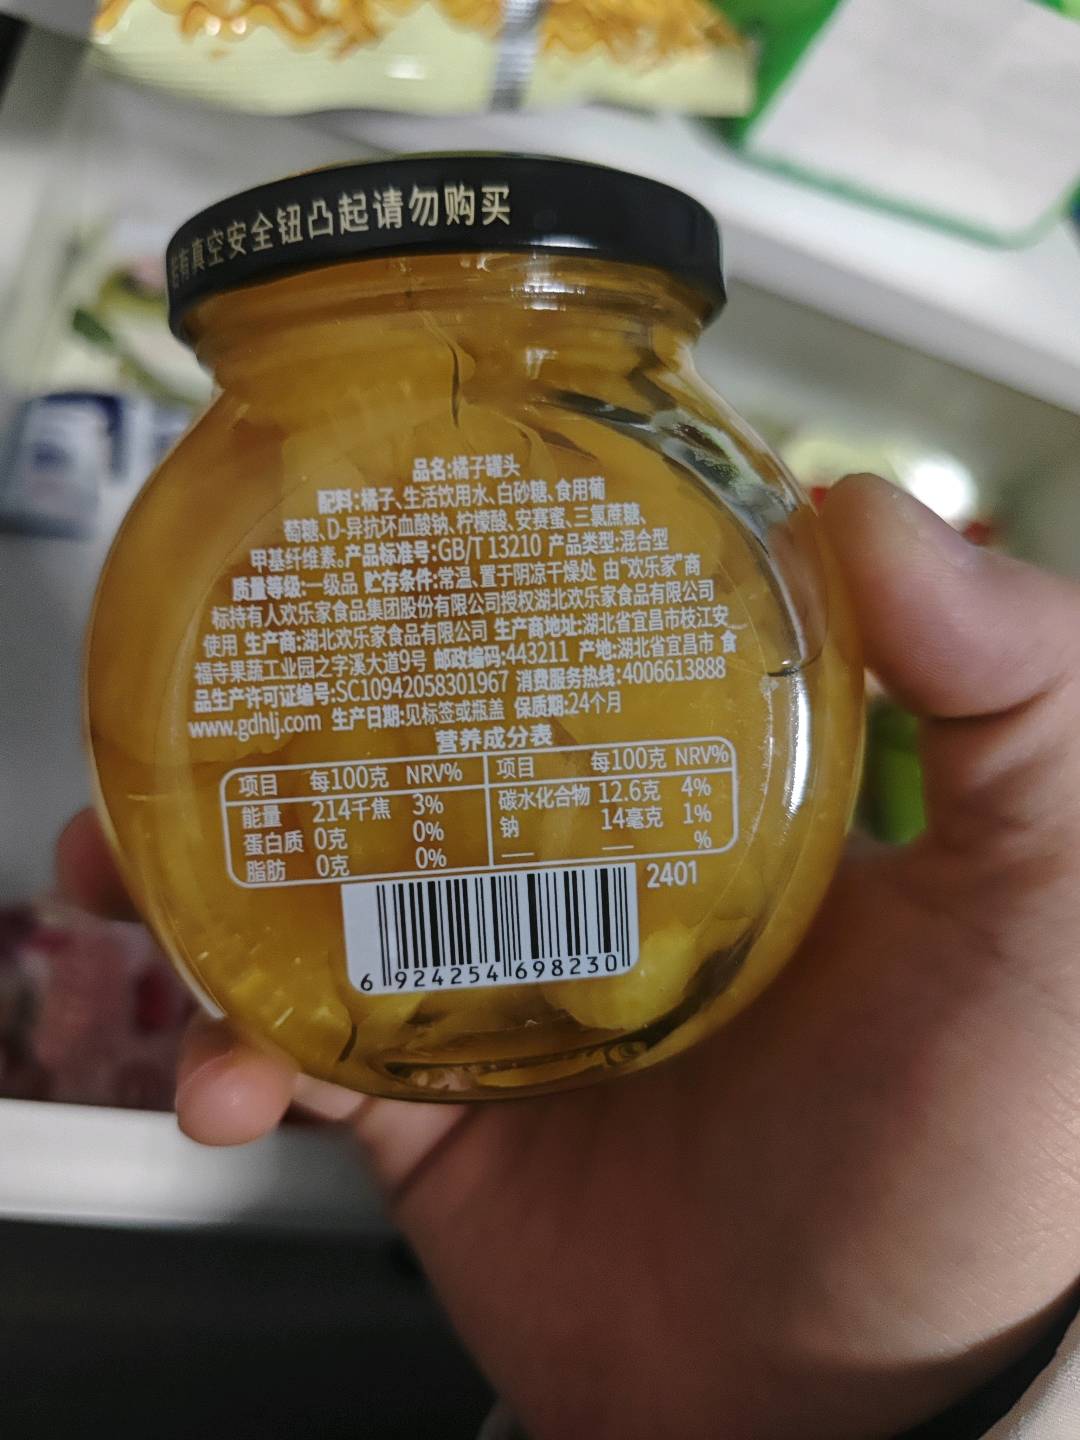 若有真空安全钮凸起请勿购买
品名:橘子罐头
配料:橘子、生活饮用水、白砂糖、食用葡
萄糖、D-异抗坏血酸钠、柠檬酸、安赛蜜、三氯蔗糖、
甲基纤维素。产品标准号:GB/T 13210 产品类型:混合型
质量等级:一级品 贮存条件:常温、置于阴凉干燥处 由“欢乐家”商
标持有人欢乐家食品集团股份有限公司授权湖北欢乐家食品有限公司
使用 生产商:湖北欢乐家食品有限公司 生产商地址:湖北省宜昌市枝江安
福寺果蔬工业园之字溪大道9号 邮政编码:443211 产地:湖北省宜昌市 食
品生产许可证编号:SC10942058301967 消费服务热线:4006613888
www.gdhlj.com 生产日期:见标签或瓶盖 保质期:24个月
营养成分表
项目 每100克 NRV% 项目 每100克 NRV%
能量 214千焦 3% 碳水化合物 12.6克 4%
蛋白质 0克 0% 钠 14毫克 1%
脂肪 0克 0% — — %
2401
6 924254 698230